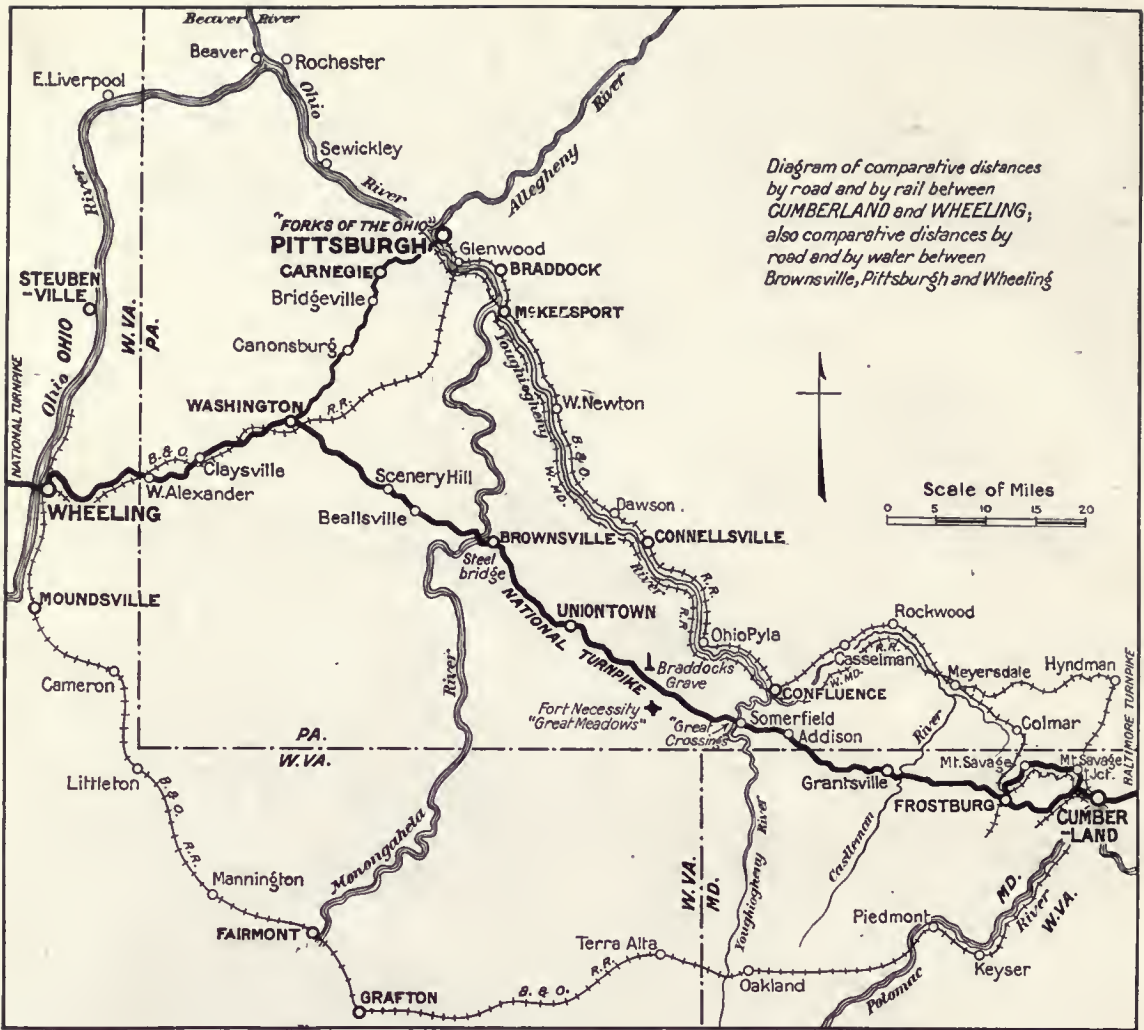 Beaver River
Beaver
Rochester
E. Liverpool
Ohio
River
Sewickley
River
Allegheny
River
Diagram of comparative distances
by road and by rail between
CUMBERLAND and WHEELING;
also comparative distances by
road and by water between
Brownsville, Pittsburgh and Wheeling
"FORKS OF THE OHIO"
PITTSBURGH
Glenwood
CARNEGIE
BRADDOCK
Bridgeville
STEUBEN
-VILLE
McKEESPORT
W. VA.
PA.
OHIO
Ohio
Canonsburg
Youghiogheny
NATIONAL TURNPIKE
WASHINGTON
R.R.
W. Newton
B. & O.
W. MD.
B. & O.
Claysville
W. Alexander
WHEELING
Scenery Hill
Beallsville
Scale of Miles
0 5 10 15 20
Dawson
BROWNSVILLE
CONNELLSVILLE
Steel
bridge
River
R.R.
R.R.
MOUNDSVILLE
NATIONAL TURNPIKE
UNIONTOWN
OhioPyla
Rockwood
Casselman
R.R.
W. MD.
Meyersdale
Hyndman
Cameron
River
Braddocks
Grave
CONFLUENCE
Fort Necessity
"Great Meadows"
"Great
Crossings"
Somerfield
Addison
River
Colmar
BALTIMORE TURNPIKE
PA.
W. VA.
Littleton
B. & O.
R.R.
Mt. Savage
Mt. Savage
Jct.
Grantsville
FROSTBURG
CUMBER
-LAND
Monongahela
Youghiogheny River
Castleman
Mannington
W. VA.
MD.
MD.
River
W. VA.
FAIRMONT
Piedmont
Terra Alta
Keyser
Oakland
Potomac
GRAFTON
B. & O.
R.R.